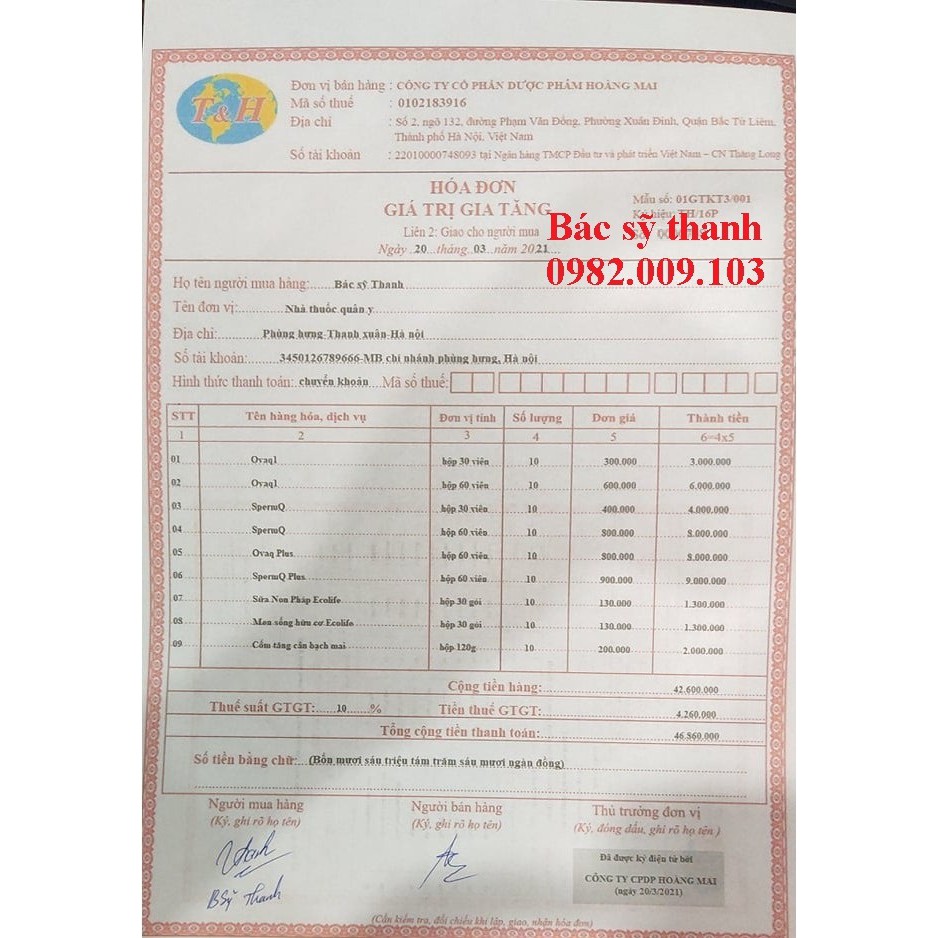 T&H
Đơn vị bán hàng : CÔNG TY CỔ PHẦN DƯỢC PHẨM HOÀNG MAI
Mã số thuế : 0102183916
Địa chỉ : Số 2, ngõ 132, đường Phạm Văn Đồng, Phường Xuân Đỉnh, Quận Bắc Từ Liêm,
Thành phố Hà Nội, Việt Nam
Số tài khoản : 22010000748093 tại Ngân hàng TMCP Đầu tư và phát triển Việt Nam – CN Thăng Long
HÓA ĐƠN
GIÁ TRỊ GIA TĂNG
Liên 2: Giao cho người mua
Ngày 20 tháng 03 năm 2021
Mẫu số: 01GTKT3/001
Ký hiệu: TH/16P
Bác sỹ thanh
0982.009.103
Họ tên người mua hàng: Bác sỹ Thanh
Tên đơn vị: Nhà thuốc quân y
Địa chỉ: Phùng hưng-Thanh xuân-Hà nội
Số tài khoản: 3450126789666-MB chi nhánh phùng hưng, Hà nội
Hình thức thanh toán: chuyển khoản Mã số thuế:
STT Tên hàng hóa, dịch vụ Đơn vị tính Số lượng Đơn giá Thành tiền
1 2 3 4 5 6=4x5
01 Ovaq1 hộp 30 viên 10 300.000 3.000.000
02 Ovaq1 hộp 60 viên 10 600.000 6.000.000
03 SpermQ hộp 30 viên 10 400.000 4.000.000
04 SpermQ hộp 60 viên 10 800.000 8.000.000
05 Ovaq Plus hộp 60 viên 10 800.000 8.000.000
06 SpermQ Plus hộp 60 viên 10 900.000 9.000.000
07 Sữa Non Pháp Ecolife hộp 30 gói 10 130.000 1.300.000
08 Men sống hữu cơ Ecolife hộp 30 gói 10 130.000 1.300.000
09 Cốm tăng cân bạch mai hộp 120g 10 200.000 2.000.000
Cộng tiền hàng: 42.600.000
Thuế suất GTGT: 10 % Tiền thuế GTGT: 4.260.000
Tổng cộng tiền thanh toán: 46.860.000
Số tiền bằng chữ: (Bốn mươi sáu triệu tám trăm sáu mươi ngàn đồng)
Người mua hàng Người bán hàng Thủ trưởng đơn vị
(Ký, ghi rõ họ tên) (Ký, ghi rõ họ tên) (Ký, đóng dấu, ghi rõ họ tên )
BSỹ Thanh
Đã được ký điện tử bởi
CÔNG TY CPDP HOÀNG MAI
(ngày 20/3/2021)
(Cần kiểm tra, đối chiếu khi lập, giao, nhận hóa đơn)